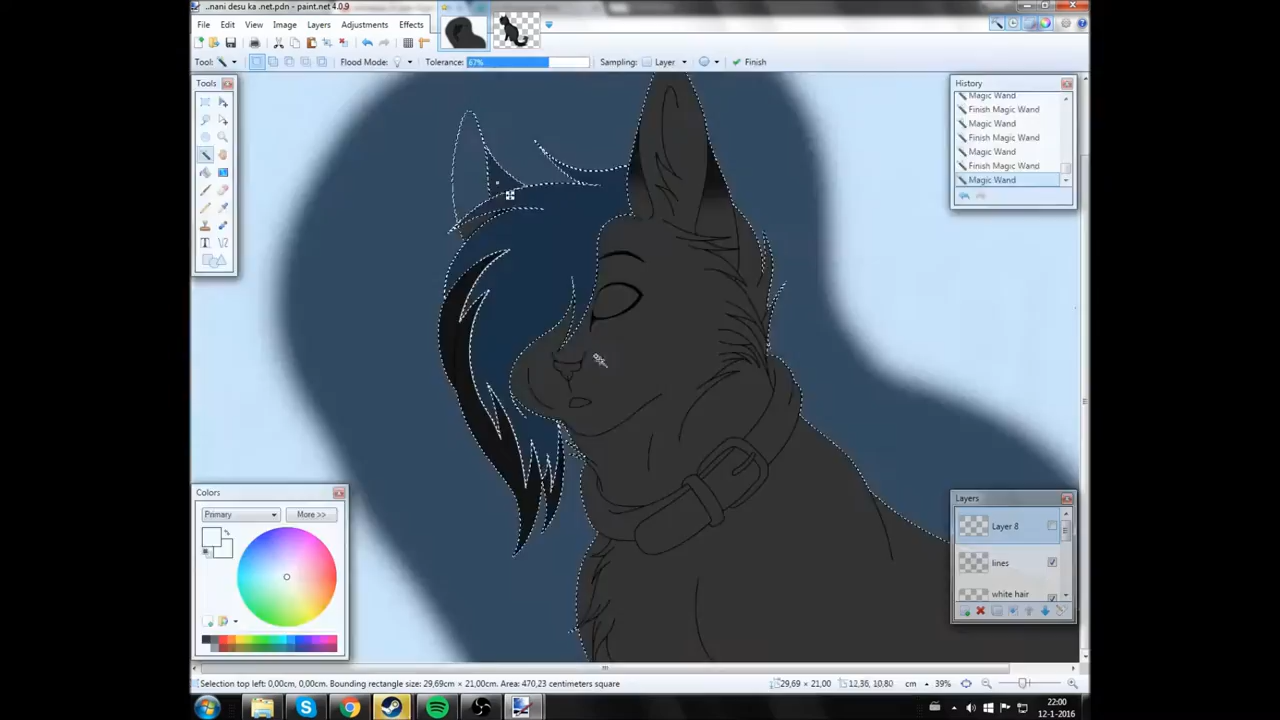 ..nani desu ka .net.pdn - paint.net 4.0.9
File Edit View Image Layers Adjustments Effects
Tool: Flood Mode: Tolerance: 67% Sampling: Layer Finish
Tools
History
Magic Wand
Finish Magic Wand
Magic Wand
Finish Magic Wand
Magic Wand
Finish Magic Wand
Magic Wand
Colors
Primary More >>
Layers
Layer 8
lines
white hair
Selection top left: 0,00cm, 0,00cm. Bounding rectangle size: 29,69cm × 21,00cm. Area: 470,23 centimeters square
29,69 × 21,00 12,36, 10,80 cm 39%
22:00
12-1-2016